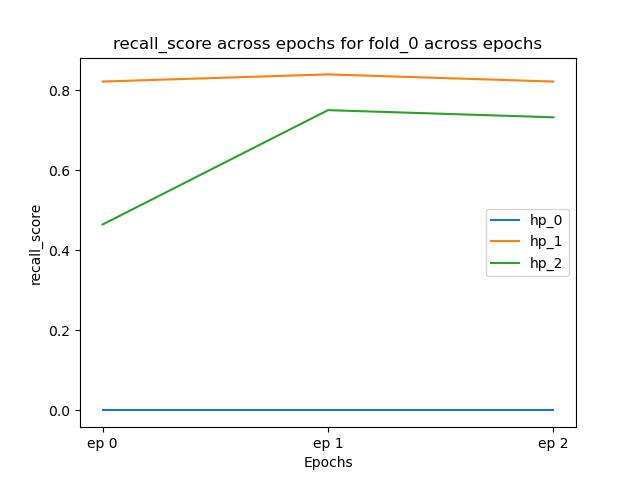 recall_score across epochs for fold_0 across epochs
recall_score
0.8
0.6
0.4
0.2
0.0
hp_0
hp_1
hp_2
ep 0
ep 1
ep 2
Epochs